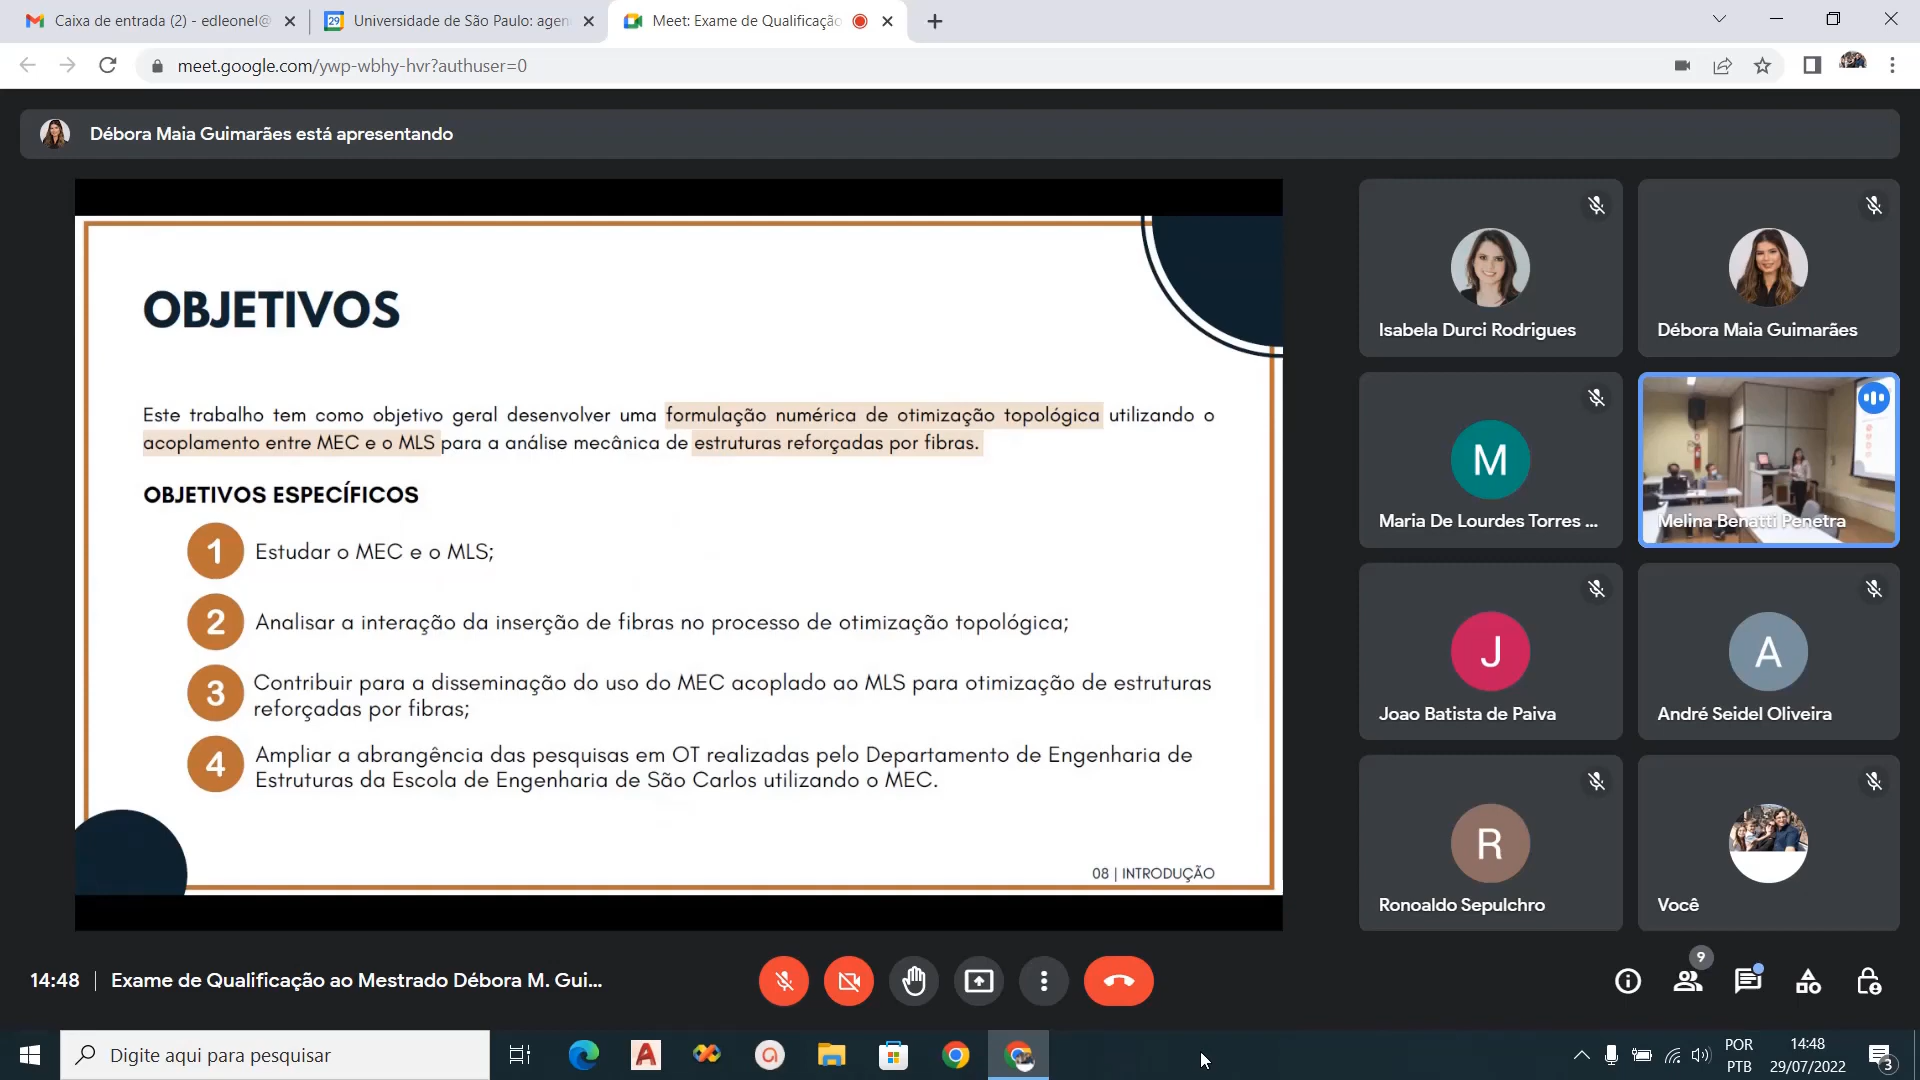 Caixa de entrada (2) - edleonel@
Universidade de São Paulo: agen
Meet: Exame de Qualificação
meet.google.com/ywp-wbhy-hvr?authuser=0
Débora Maia Guimarães está apresentando
OBJETIVOS
Este trabalho tem como objetivo geral desenvolver uma formulação numérica de otimização topológica utilizando o
acoplamento entre MEC e o MLS para a análise mecânica de estruturas reforçadas por fibras.
OBJETIVOS ESPECÍFICOS
1 Estudar o MEC e o MLS;
2 Analisar a interação da inserção de fibras no processo de otimização topológica;
3 Contribuir para a disseminação do uso do MEC acoplado ao MLS para otimização de estruturas
reforçadas por fibras;
4 Ampliar a abrangência das pesquisas em OT realizadas pelo Departamento de Engenharia de
Estruturas da Escola de Engenharia de São Carlos utilizando o MEC.
08 | INTRODUÇÃO
Isabela Durci Rodrigues
Débora Maia Guimarães
M
Maria De Lourdes Torres ...
Melina Benatti Penetra
J
Joao Batista de Paiva
A
André Seidel Oliveira
R
Ronoaldo Sepulchro
Você
14:48 | Exame de Qualificação ao Mestrado Débora M. Gui...
9
Digite aqui para pesquisar
POR
PTB
14:48
29/07/2022
3